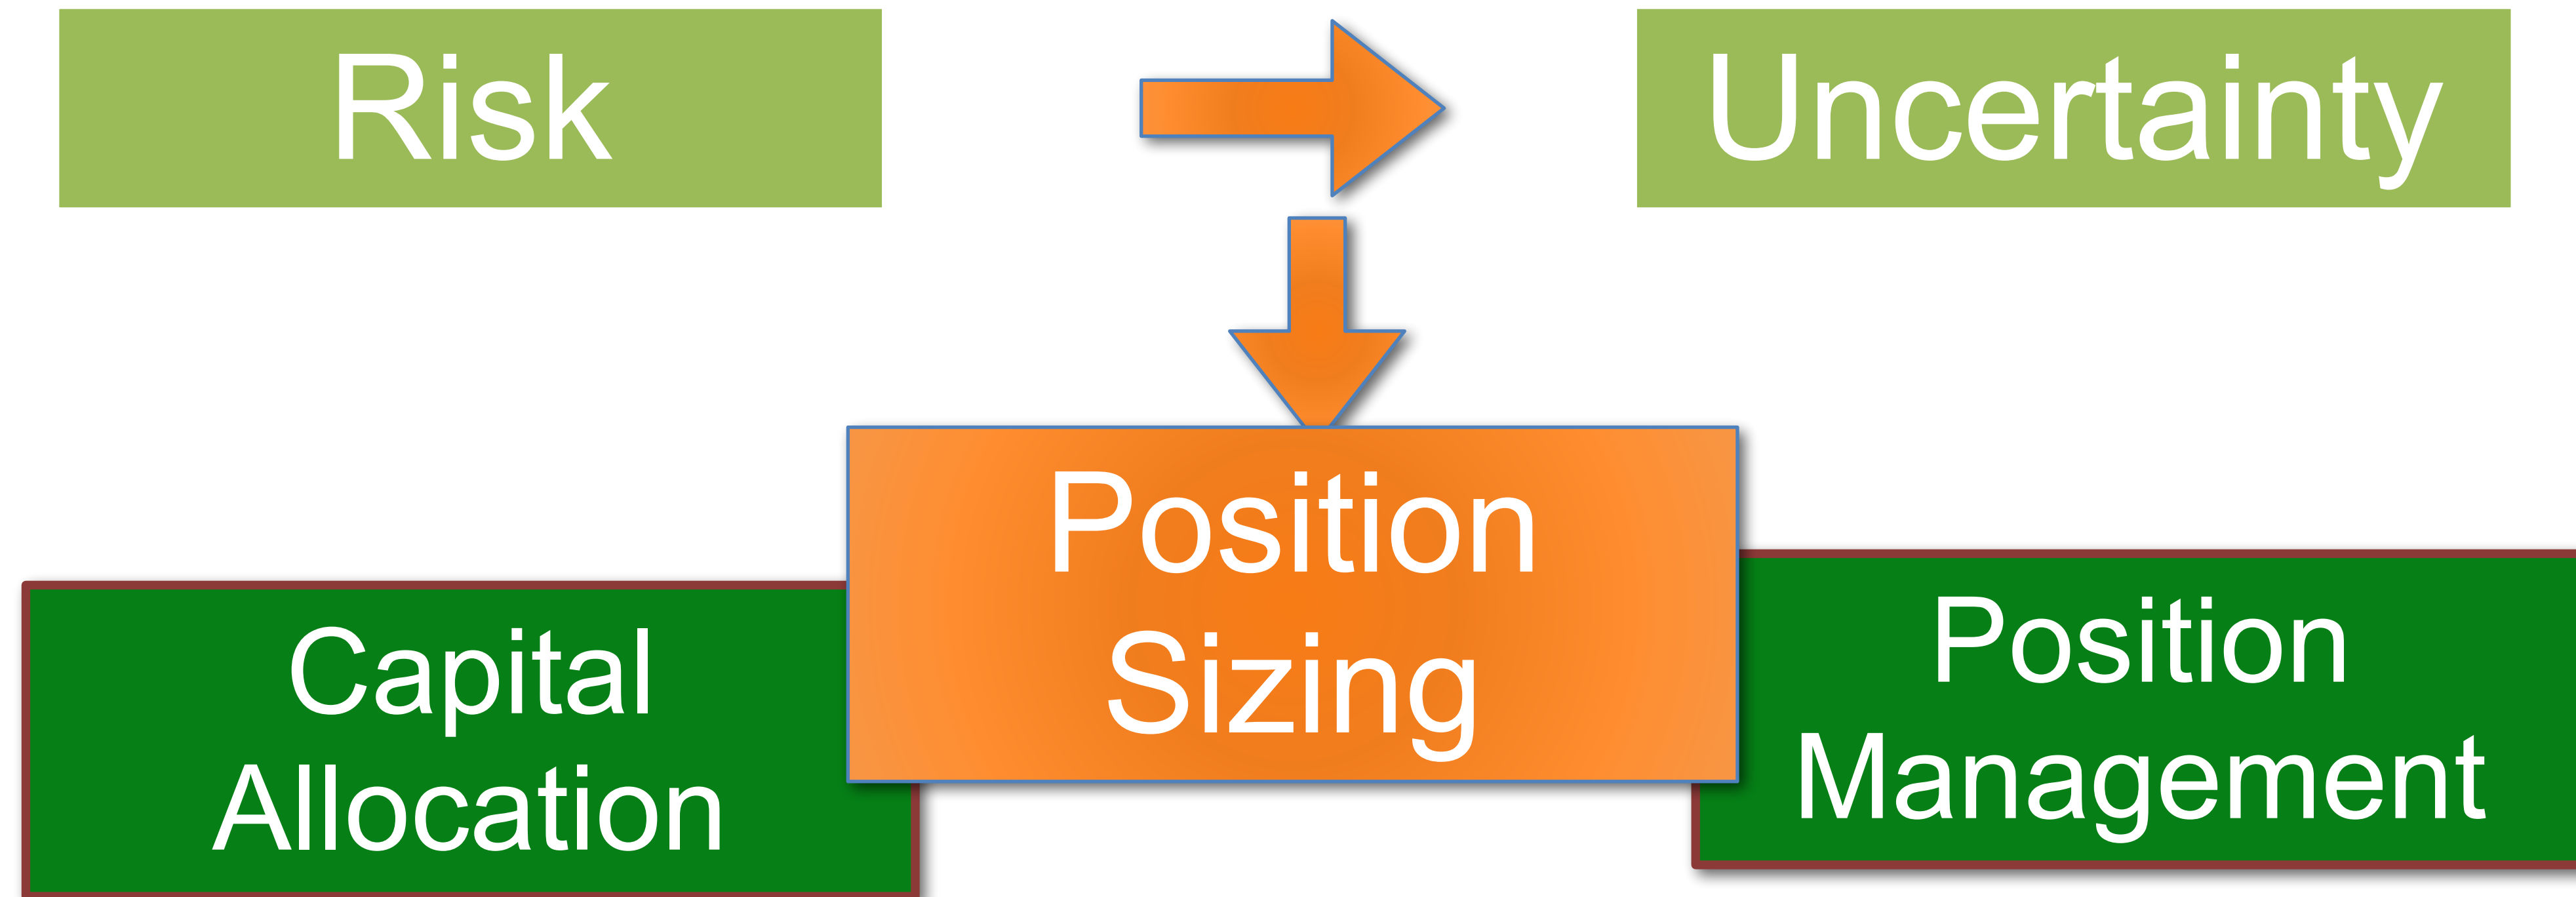 Risk
Uncertainty
Position
Sizing
Capital
Allocation
Position
Management